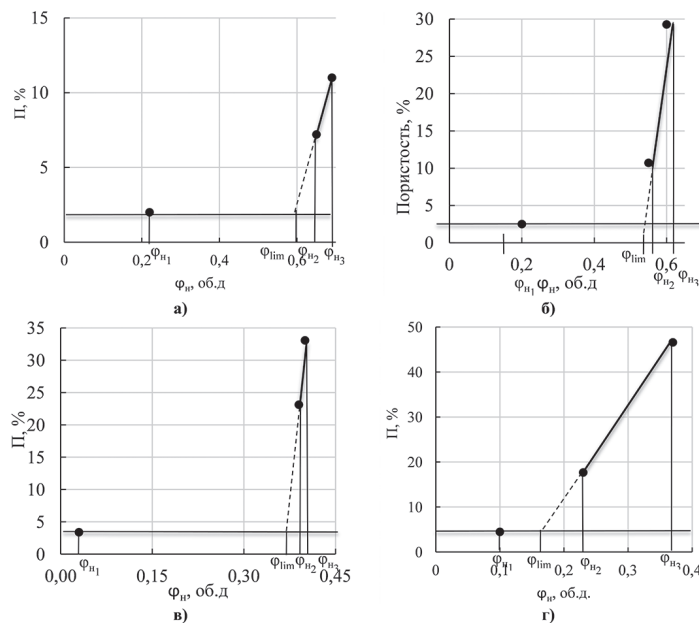 15
10
5
0
П, %
0
0,2
0,4
0,6
φн₁
φlim
φн₂
φн₃
φн, об.д
а)
30
25
20
15
10
5
0
Пористость, %
0
0,2
0,4
0,6
φlim
φн₂
φн₃
φн₁ φн, об.д
б)
35
30
25
20
15
10
5
0
П, %
0,00
0,15
0,30
0,45
φн₁
φlim
φн₂
φн₃
φн, об.д
в)
50
40
30
20
10
0
П, %
0
0,1
0,2
0,3
0,4
φн₁
φlim
φн₂
φн₃
φн, об.д.
г)